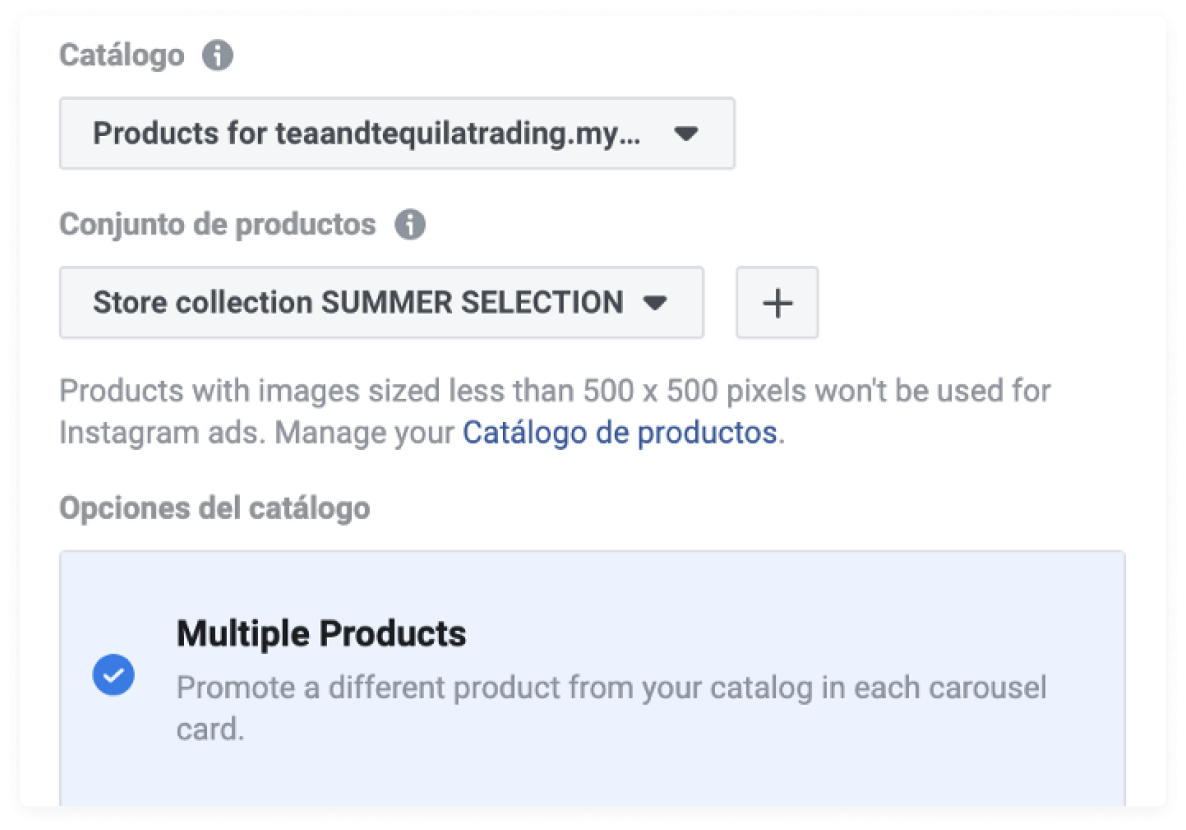 Catálogo
Products for teaandtequilatrading.my...
Conjunto de productos
Store collection SUMMER SELECTION
Products with images sized less than 500 x 500 pixels won't be used for
Instagram ads. Manage your Catálogo de productos.
Opciones del catálogo
Multiple Products
Promote a different product from your catalog in each carousel
card.